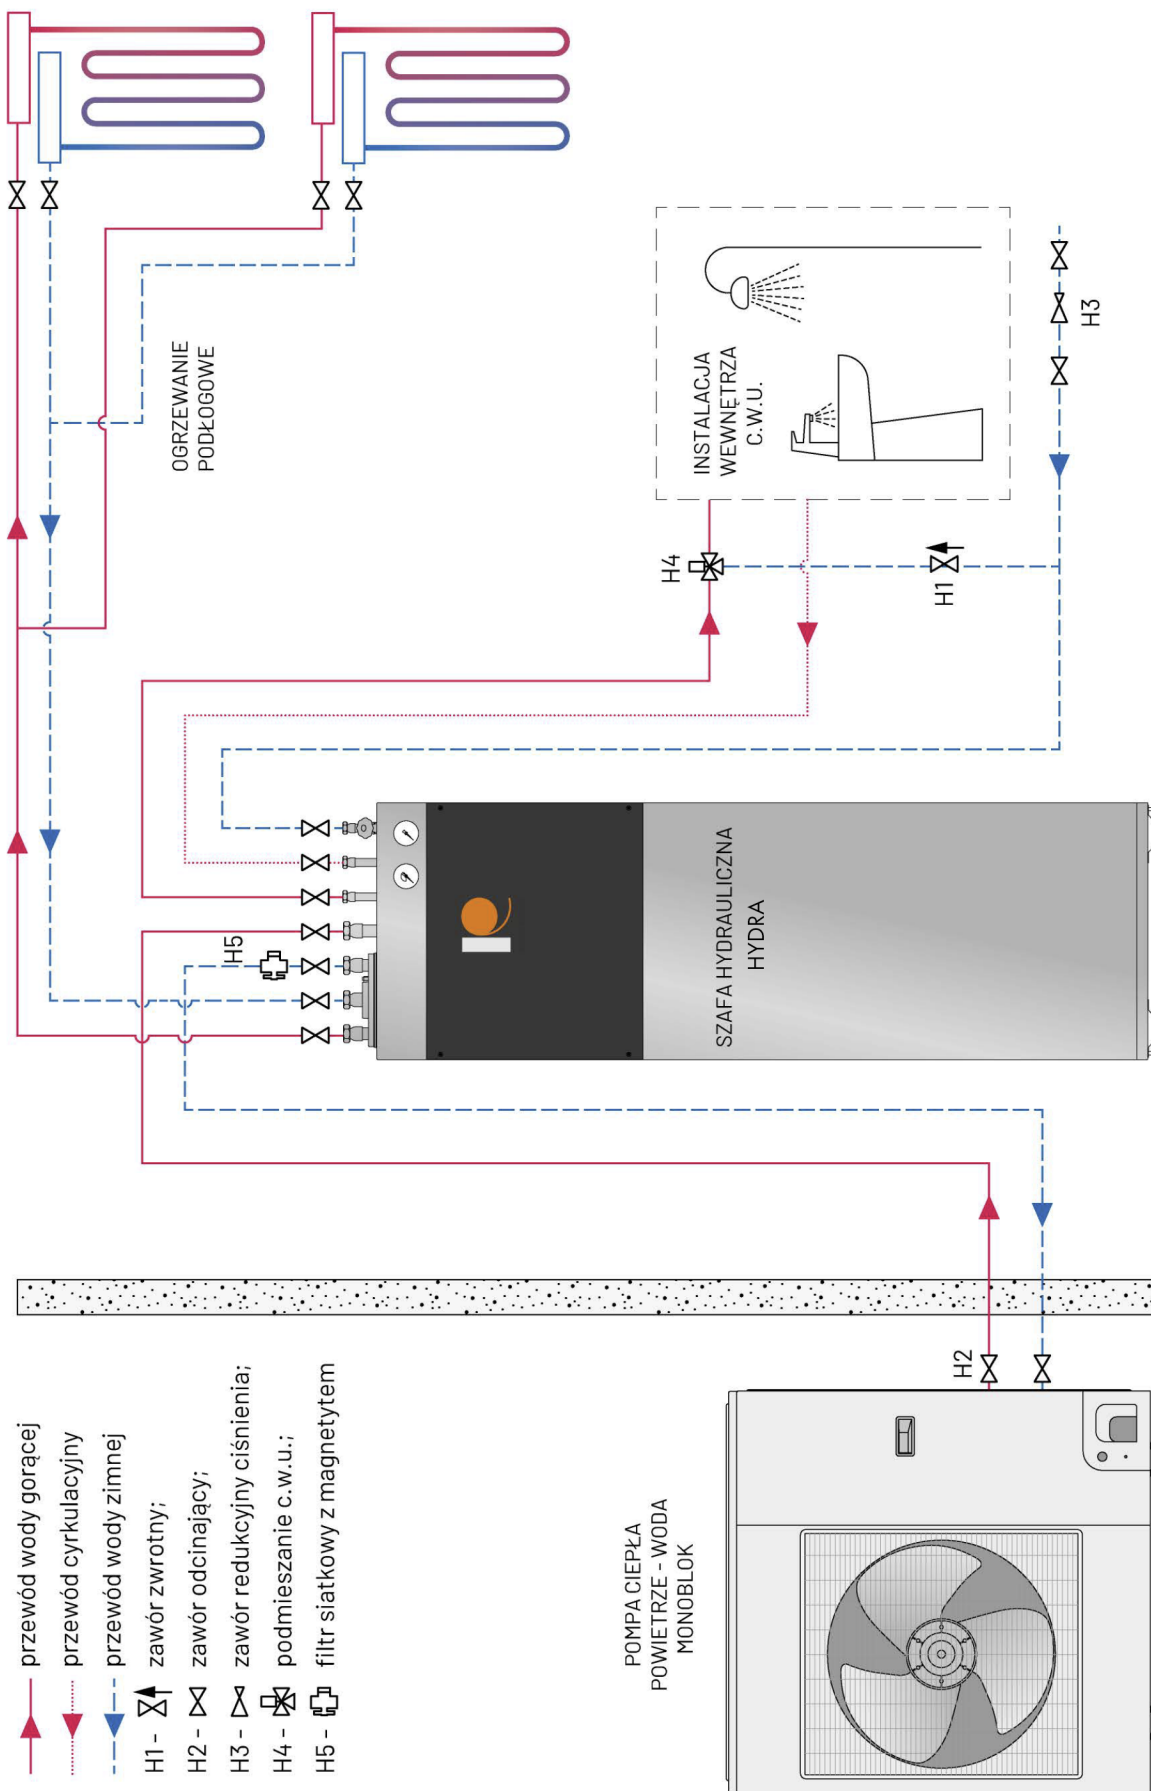 przewód wody gorącej
przewód cyrkulacyjny
przewód wody zimnej
H1 - zawór zwrotny;
H2 - zawór odcinający;
H3 - zawór redukcyjny ciśnienia;
H4 - podmieszanie c.w.u.;
H5 - filtr siatkowy z magnetytem
POMPA CIEPŁA
POWIETRZE - WODA
MONOBLOK
H2
H5
SZAFA HYDRAULICZNA
HYDRA
OGRZEWANIE
PODŁOGOWE
H4
H1
INSTALACJA
WEWNĘTRZA
C.W.U.
H3